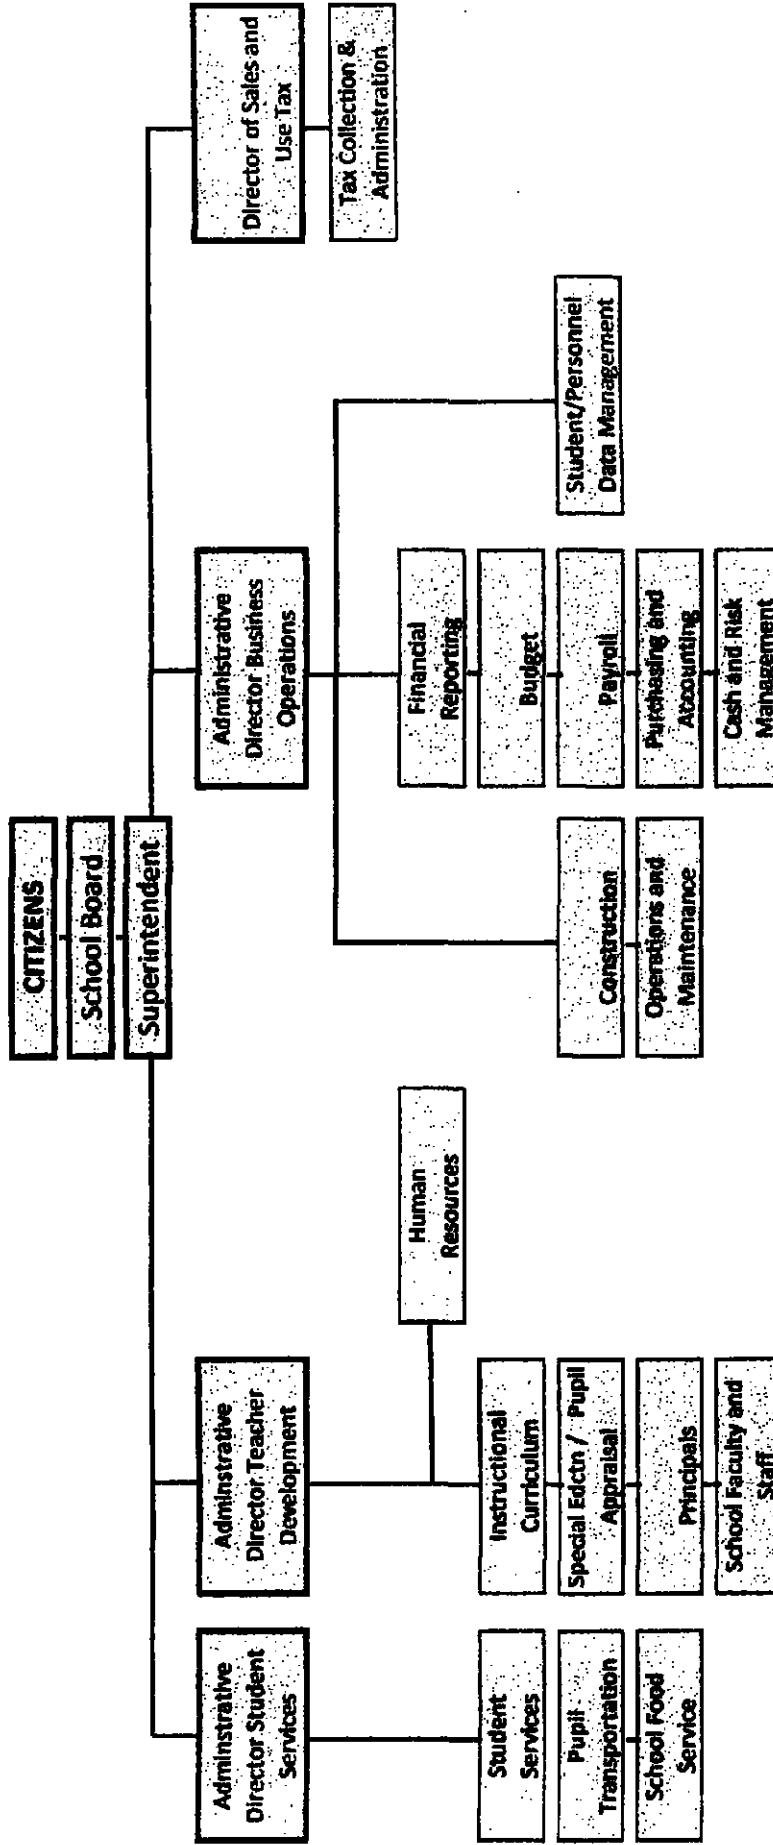 CITIZENS
School Board
Superintendent
Adminstrative
Director Student
Services
Adminstrative
Director Teacher
Development
Administrative
Director Business
Operations
Director of Sales and
Use Tax
Student
Services
Pupil
Transportation
School Food
Service
Human
Resources
Instructional
Curriculum
Special Edctn / Pupil
Appraisal
Principals
School Faculty and
Staff
Construction
Operations and
Maintenance
Financial
Reporting
Budget
Payroll
Purchasing and
Accounting
Cash and Risk
Management
Student/Personnel
Data Management
Tax Collection &
Administration